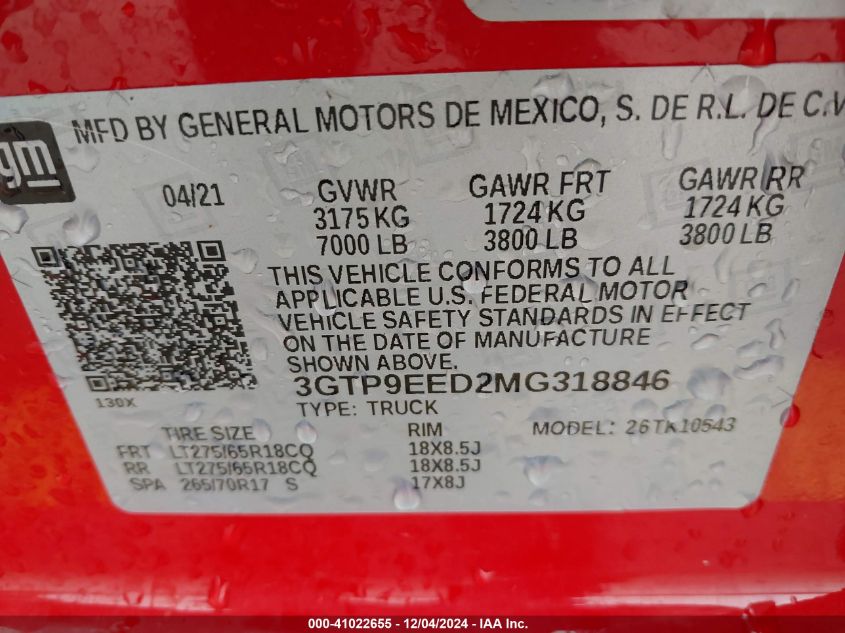 gm
MFD BY GENERAL MOTORS DE MEXICO, S. DE R.L. DE C.V
04/21 GVWR GAWR FRT GAWR RR
3175 KG 1724 KG 1724 KG
7000 LB 3800 LB 3800 LB
THIS VEHICLE CONFORMS TO ALL
APPLICABLE U.S. FEDERAL MOTOR
VEHICLE SAFETY STANDARDS IN EFFECT
ON THE DATE OF MANUFACTURE
SHOWN ABOVE.
3GTP9EED2MG318846
130X TYPE: TRUCK
TIRE SIZE RIM MODEL: 26TK10543
FRT LT275/65R18CQ 18X8.5J
RR LT275/65R18CQ 18X8.5J
SPA 265/70R17 S 17X8J
000-41022655 - 12/04/2024 - IAA Inc.